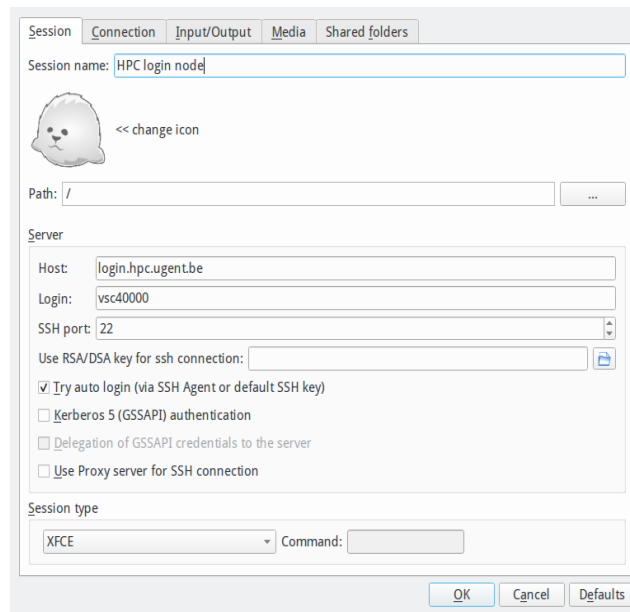 Session Connection Input/Output Media Shared folders
Session name: HPC login node
<< change icon
Path: / ...
Server
Host: login.hpc.ugent.be
Login: vsc40000
SSH port: 22
Use RSA/DSA key for ssh connection:
Try auto login (via SSH Agent or default SSH key)
Kerberos 5 (GSSAPI) authentication
Delegation of GSSAPI credentials to the server
Use Proxy server for SSH connection
Session type
XFCE Command:
OK Cancel Defaults